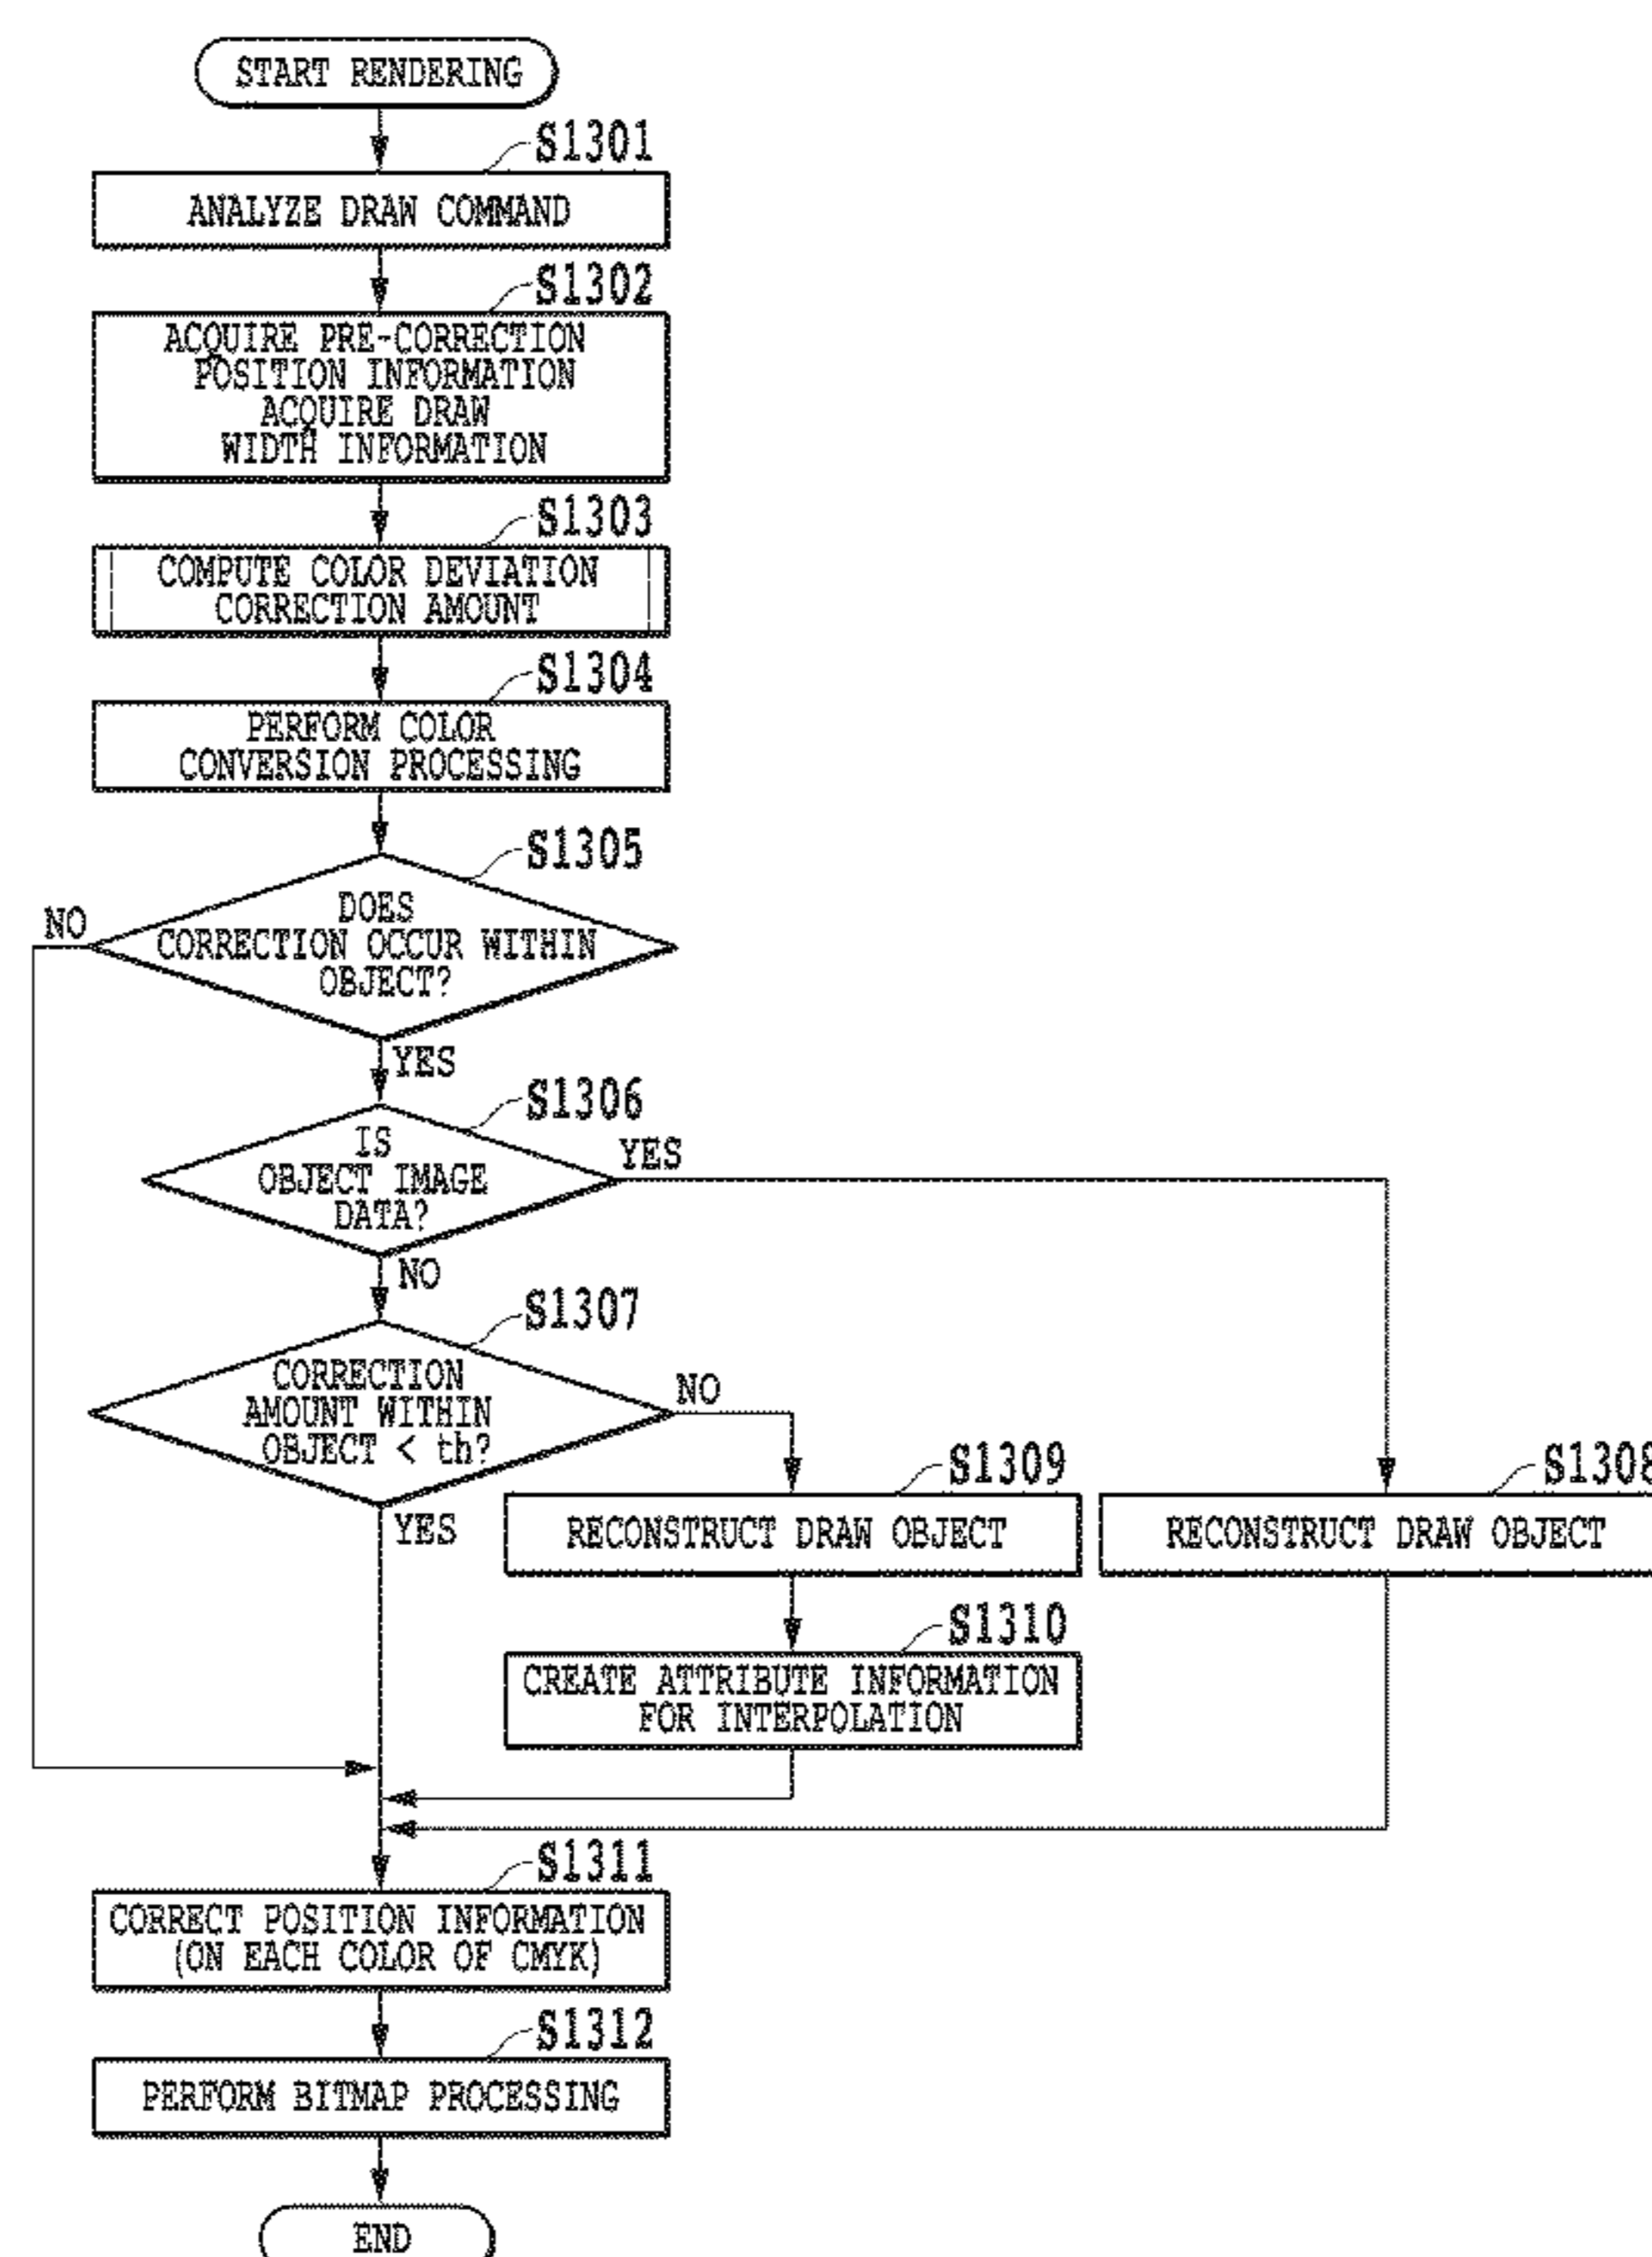 START RENDERING
S1301
ANALYZE DRAW COMMAND
S1302
ACQUIRE PRE-CORRECTION
POSITION INFORMATION
ACQUIRE DRAW
WIDTH INFORMATION
S1303
COMPUTE COLOR DEVIATION
CORRECTION AMOUNT
S1304
PERFORM COLOR
CONVERSION PROCESSING
S1305
NO
DOES
CORRECTION OCCUR WITHIN
OBJECT?
YES
S1306
IS
OBJECT IMAGE
DATA?
YES
NO
S1307
CORRECTION
AMOUNT WITHIN
OBJECT < th?
NO
YES
S1309
RECONSTRUCT DRAW OBJECT
S1308
RECONSTRUCT DRAW OBJECT
S1310
CREATE ATTRIBUTE INFORMATION
FOR INTERPOLATION
S1311
CORRECT POSITION INFORMATION
(ON EACH COLOR OF CMYK)
S1312
PERFORM BITMAP PROCESSING
END